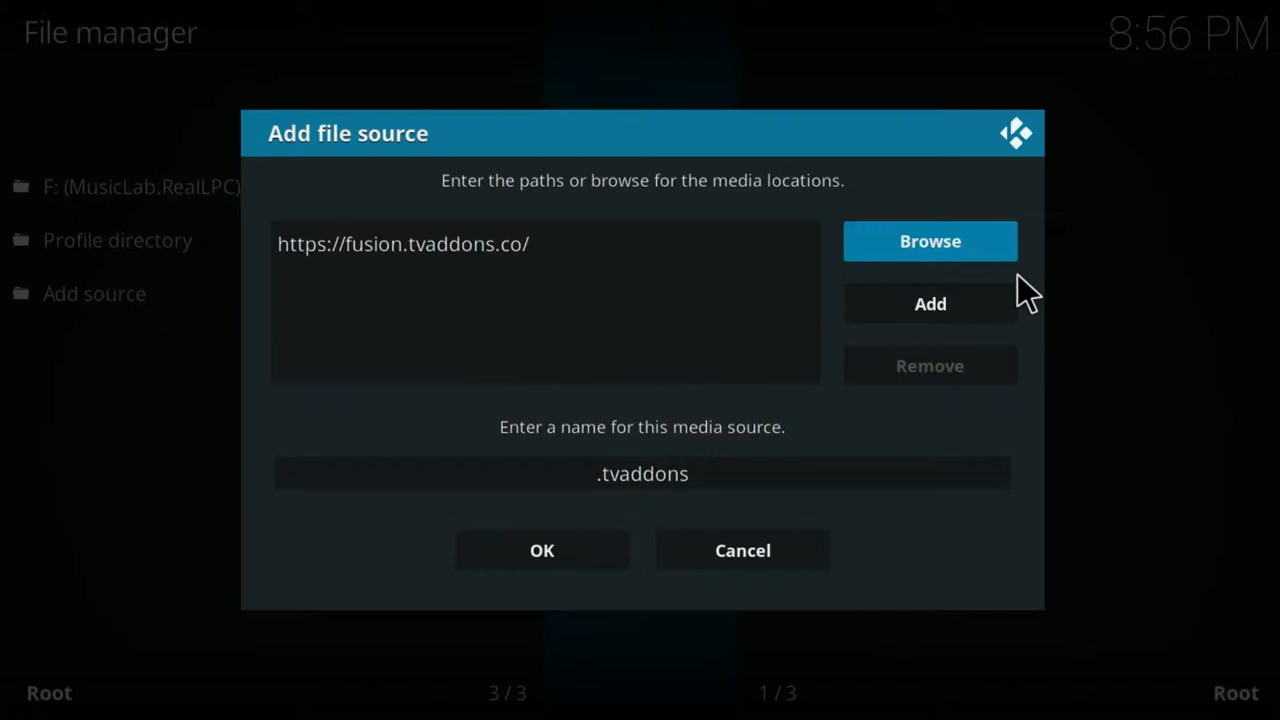 File manager
8:56 PM
Add file source
Enter the paths or browse for the media locations.
F: (MusicLab.RealLPC)
Profile directory
Add source
https://fusion.tvaddons.co/
Browse
Add
Remove
Enter a name for this media source.
.tvaddons
OK
Cancel
Root
3 / 3
1 / 3
Root